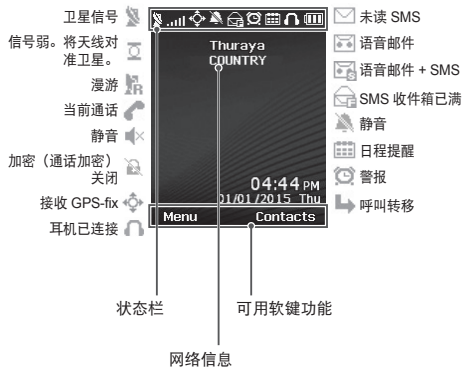 卫星信号
信号弱。将天线对
准卫星。
漫游
当前通话
静音
加密（通话加密）
关闭
接收 GPS-fix
耳机已连接
Thuraya
COUNTRY
04:44 PM
01/01/2015 Thu
Menu
Contacts
未读 SMS
语音邮件
语音邮件 + SMS
SMS 收件箱已满
静音
日程提醒
警报
呼叫转移
状态栏
可用软键功能
网络信息